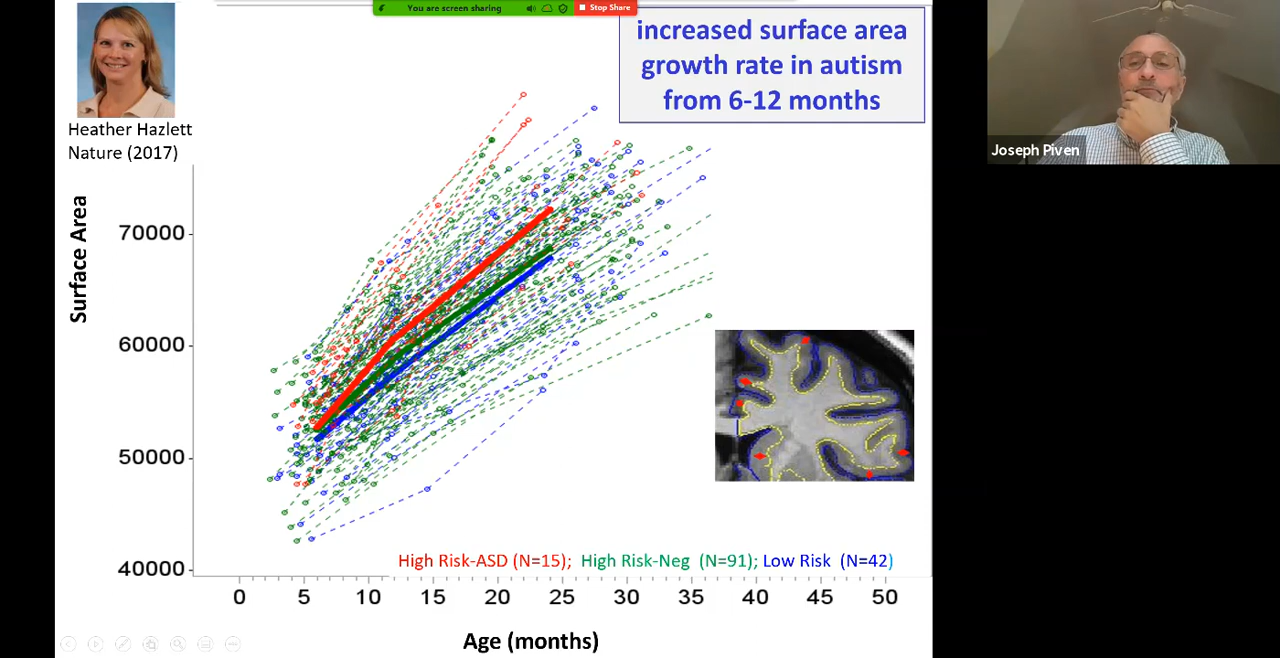 You are screen sharing
Stop Share
increased surface area
growth rate in autism
from 6-12 months
Heather Hazlett
Nature (2017)
Joseph Piven
Surface Area
70000
60000
50000
40000
High Risk-ASD (N=15); High Risk-Neg (N=91); Low Risk (N=42)
0 5 10 15 20 25 30 35 40 45 50
Age (months)